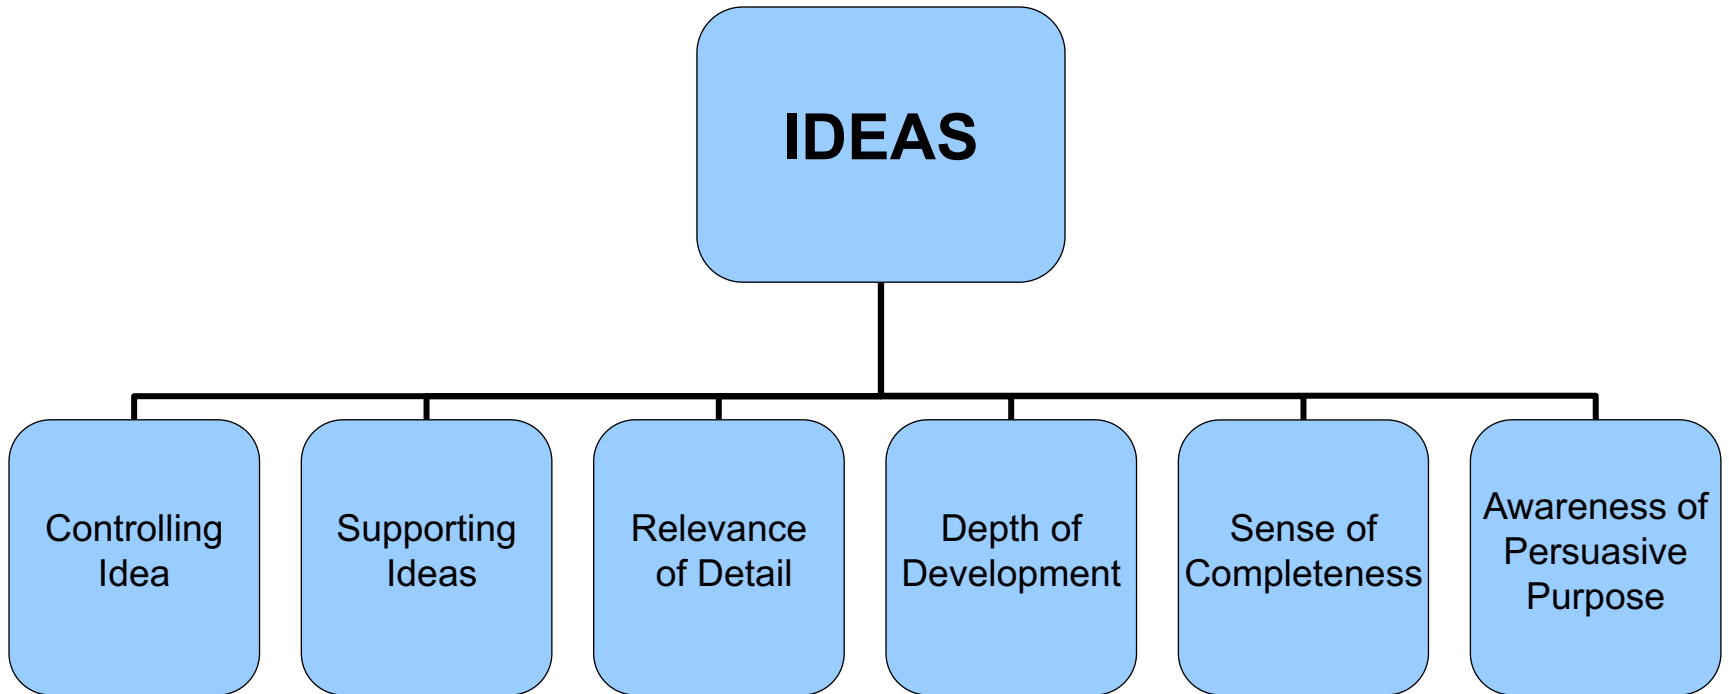 IDEAS
Controlling
Idea
Supporting
Ideas
Relevance
of Detail
Depth of
Development
Sense of
Completeness
Awareness of
Persuasive
Purpose